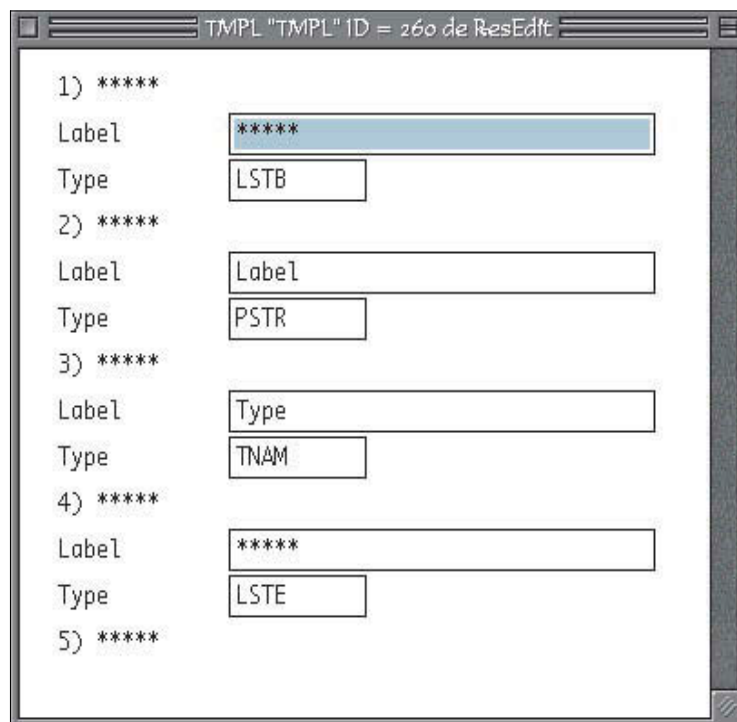 TMPL "TMPL" ID = 260 de ResEdit
1) *****
Label *****
Type LSTB
2) *****
Label Label
Type PSTR
3) *****
Label Type
Type TNAM
4) *****
Label *****
Type LSTE
5) *****